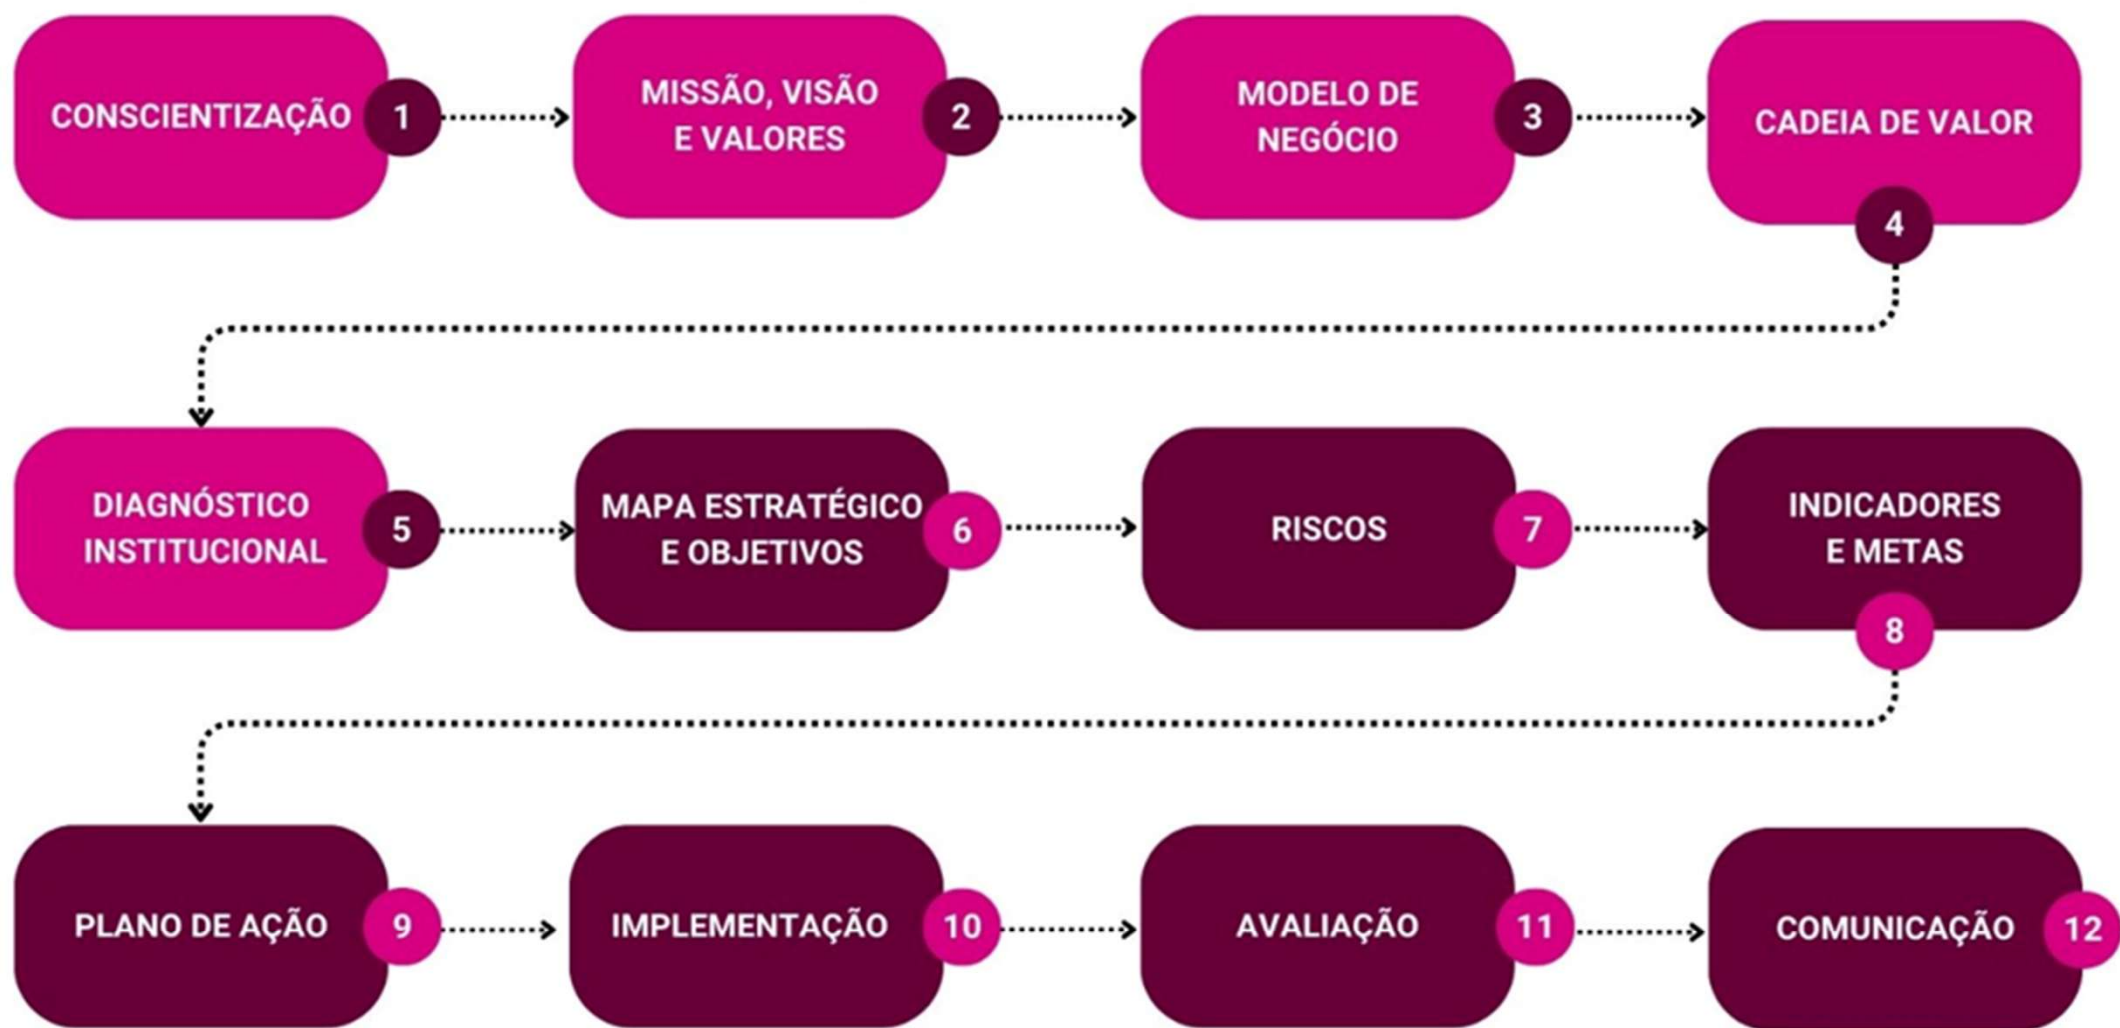 CONSCIENTIZAÇÃO
1
MISSÃO, VISÃO
E VALORES
2
MODELO DE
NEGÓCIO
3
CADEIA DE VALOR
4
DIAGNÓSTICO
INSTITUCIONAL
5
MAPA ESTRATÉGICO
E OBJETIVOS
6
RISCOS
7
INDICADORES
E METAS
8
PLANO DE AÇÃO
9
IMPLEMENTAÇÃO
10
AVALIAÇÃO
11
COMUNICAÇÃO
12